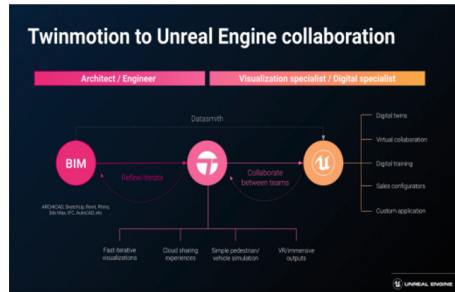 Twinmotion to Unreal Engine collaboration
Architect / Engineer
Visualization specialist / Digital specialist
Datasmith
BIM
Refine/Iterate
Collaborate
between teams
ARCHICAD, SketchUp, Revit, Rhino,
3ds Max, IFC, AutoCAD, etc
Digital twins
Virtual collaboration
Digital training
Sales configurators
Custom application
Fast iterative
visualizations
Cloud sharing
experiences
Simple pedestrian/
vehicle simulation
VR/immersive
outputs
UNREAL ENGINE